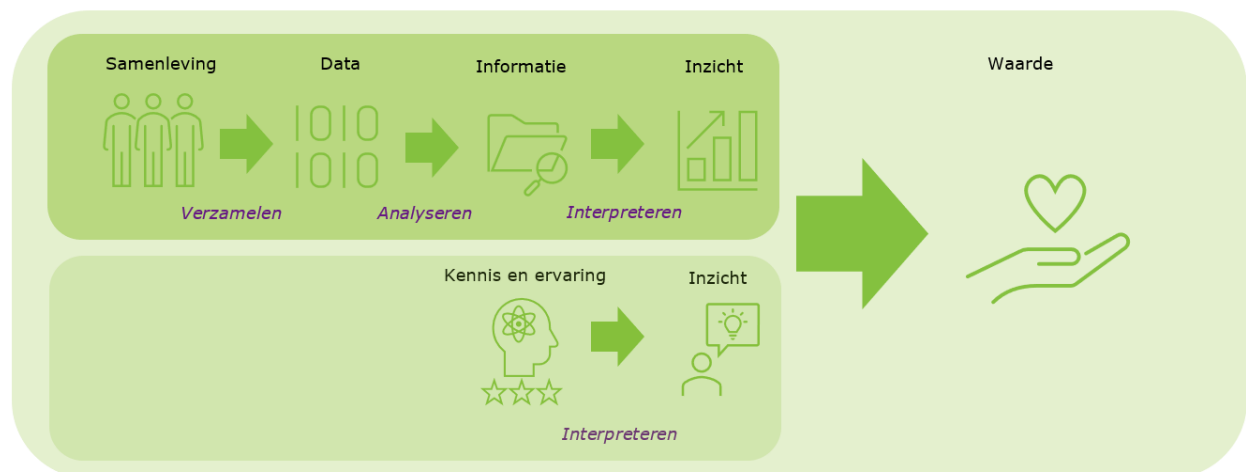 Samenleving
Data
Informatie
Inzicht
Waarde
Verzamelen
Analyseren
Interpreteren
Kennis en ervaring
Inzicht
Interpreteren